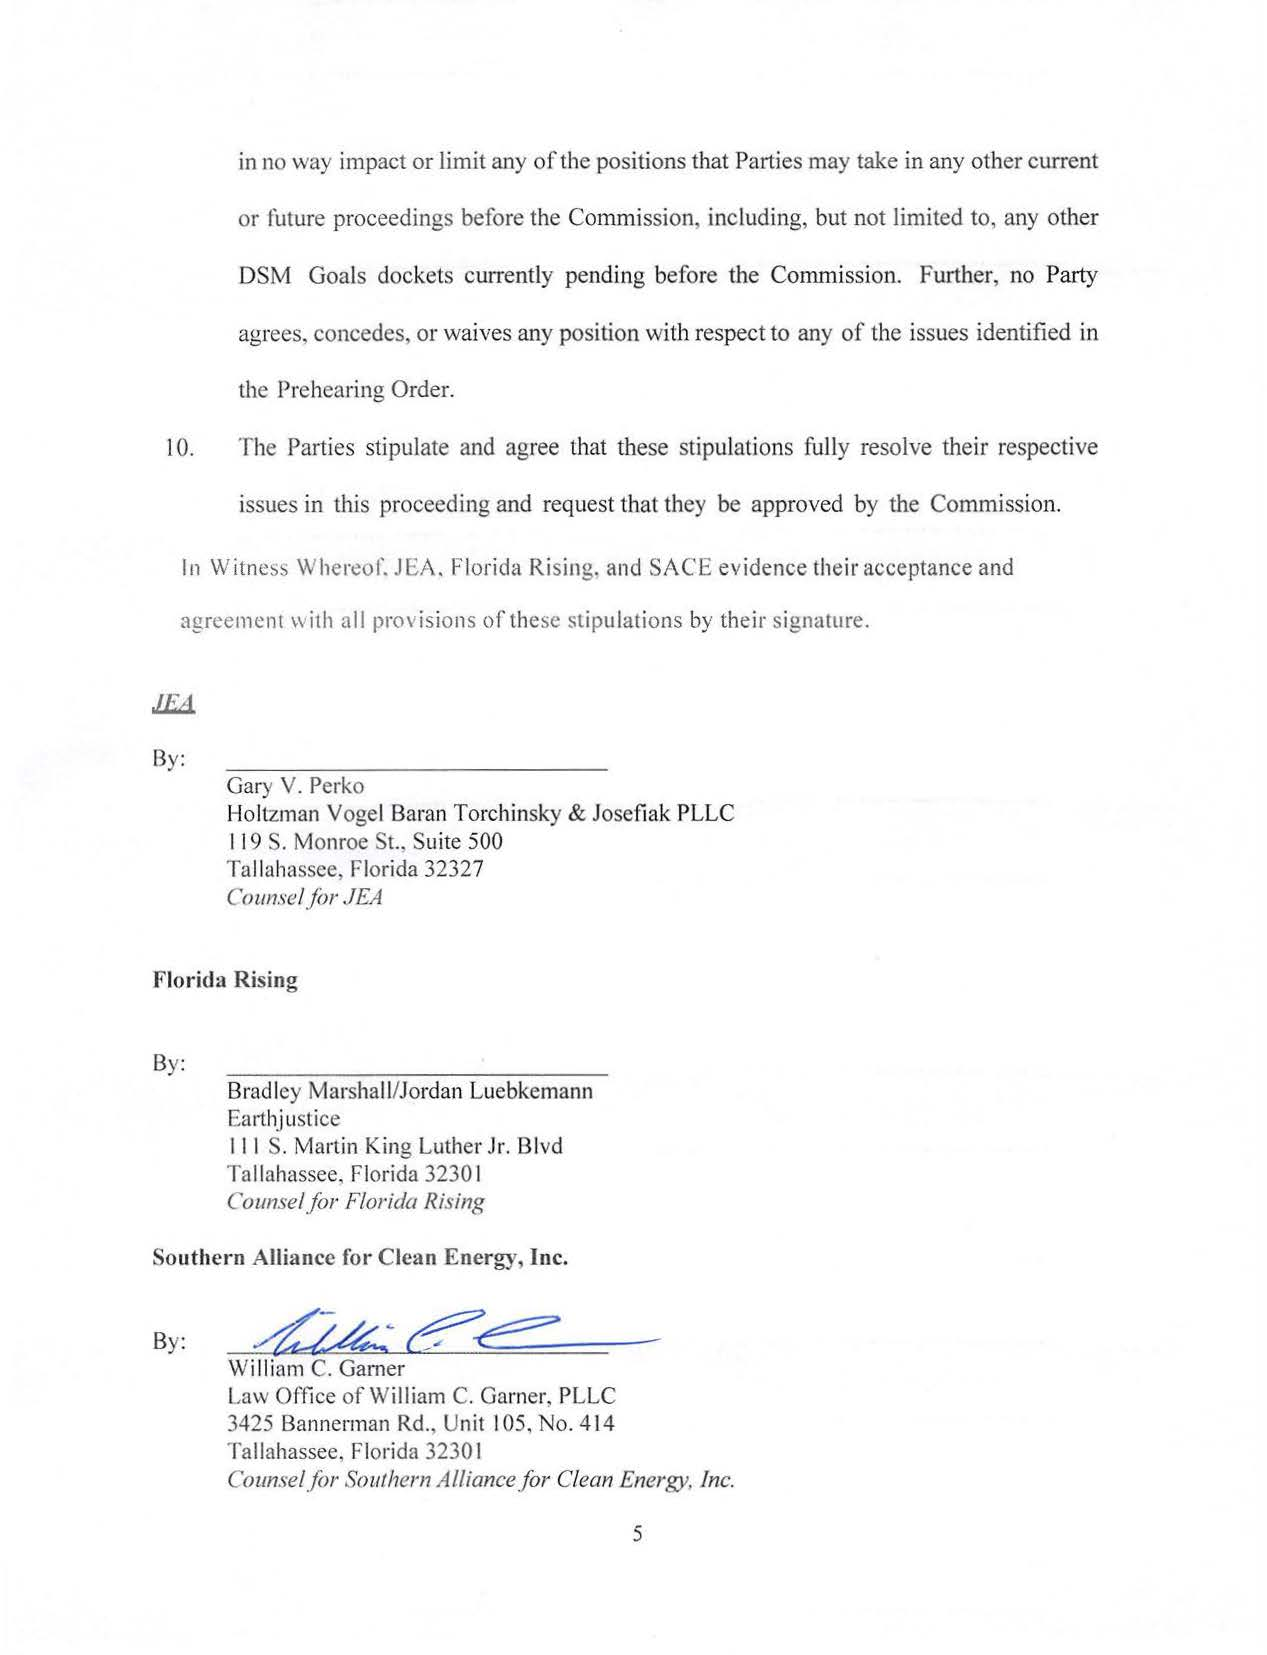 in no way impact or limit any of the positions that Parties may take in any other current
or future proceedings before the Commission, including, but not limited to, any other
DSM Goals dockets currently pending before the Commission. Further, no Party
agrees, concedes, or waives any position with respect to any of the issues identified in
the Prehearing Order.
10. The Parties stipulate and agree that these stipulations fully resolve their respective
issues in this proceeding and request that they be approved by the Commission.
In Witness Whereof, JEA, Florida Rising, and SACE evidence their acceptance and
agreement with all provisions of these stipulations by their signature.
JEA
By:
Gary V. Perko
Holtzman Vogel Baran Torchinsky & Josefiak PLLC
119 S. Monroe St., Suite 500
Tallahassee, Florida 32327
Counsel for JEA
Florida Rising
By:
Bradley Marshall/Jordan Luebkemann
Earthjustice
111 S. Martin King Luther Jr. Blvd
Tallahassee, Florida 32301
Counsel for Florida Rising
Southern Alliance for Clean Energy, Inc.
By:
William C. Garner
Law Office of William C. Garner, PLLC
3425 Bannerman Rd., Unit 105, No. 414
Tallahassee, Florida 32301
Counsel for Southern Alliance for Clean Energy, Inc.
5